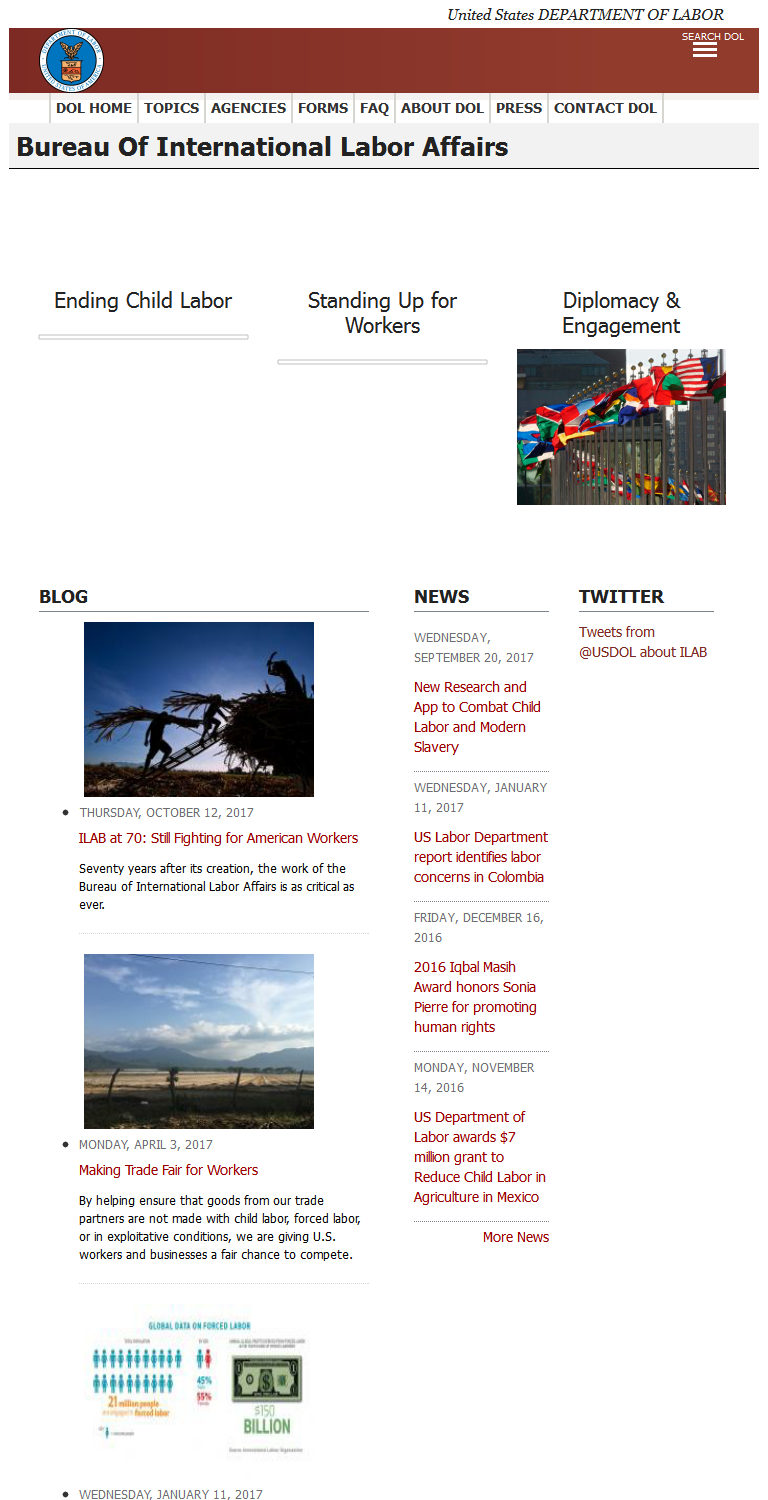 United States DEPARTMENT OF LABOR
SEARCH DOL
DOL HOME
TOPICS
AGENCIES
FORMS
FAQ
ABOUT DOL
PRESS
CONTACT DOL
Bureau Of International Labor Affairs
Ending Child Labor
Standing Up for
Workers
Diplomacy &
Engagement
BLOG
THURSDAY, OCTOBER 12, 2017
ILAB at 70: Still Fighting for American Workers
Seventy years after its creation, the work of the
Bureau of International Labor Affairs is as critical as
ever.
MONDAY, APRIL 3, 2017
Making Trade Fair for Workers
By helping ensure that goods from our trade
partners are not made with child labor, forced labor,
or in exploitative conditions, we are giving U.S.
workers and businesses a fair chance to compete.
GLOBAL DATA ON FORCED LABOR
45%
55%
21 million people
forced labor
$150
BILLION
WEDNESDAY, JANUARY 11, 2017
NEWS
WEDNESDAY,
SEPTEMBER 20, 2017
New Research and
App to Combat Child
Labor and Modern
Slavery
WEDNESDAY, JANUARY
11, 2017
US Labor Department
report identifies labor
concerns in Colombia
FRIDAY, DECEMBER 16,
2016
2016 Iqbal Masih
Award honors Sonia
Pierre for promoting
human rights
MONDAY, NOVEMBER
14, 2016
US Department of
Labor awards $7
million grant to
Reduce Child Labor in
Agriculture in Mexico
More News
TWITTER
Tweets from
@USDOL about ILAB